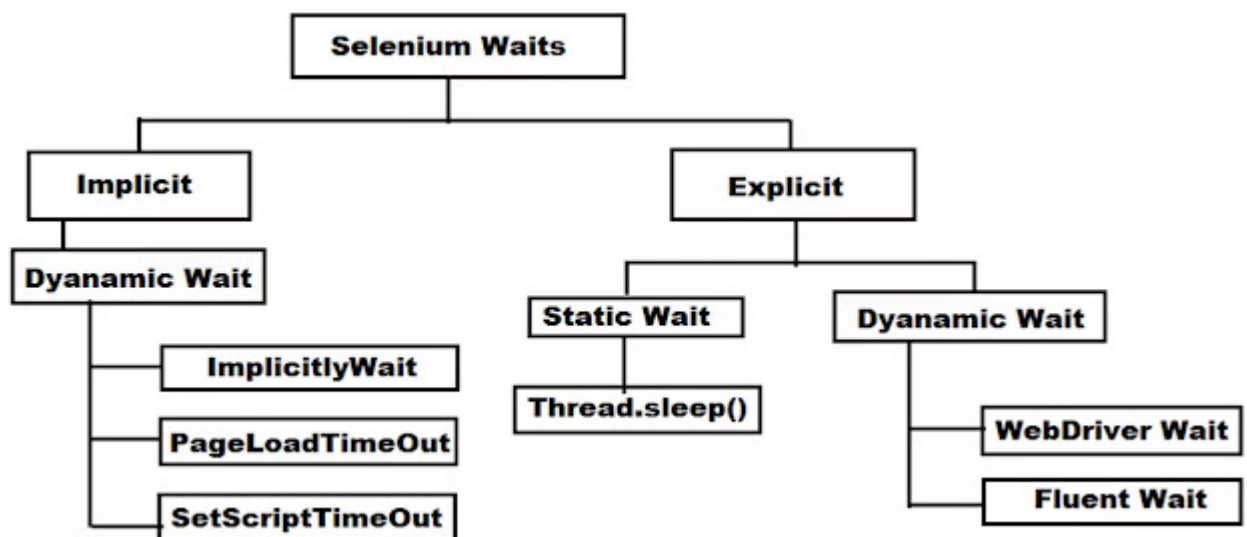 Selenium Waits
Implicit
Explicit
Dyanamic Wait
Static Wait
Dyanamic Wait
ImplicitlyWait
Thread.sleep()
PageLoadTimeOut
WebDriver Wait
SetScriptTimeOut
Fluent Wait